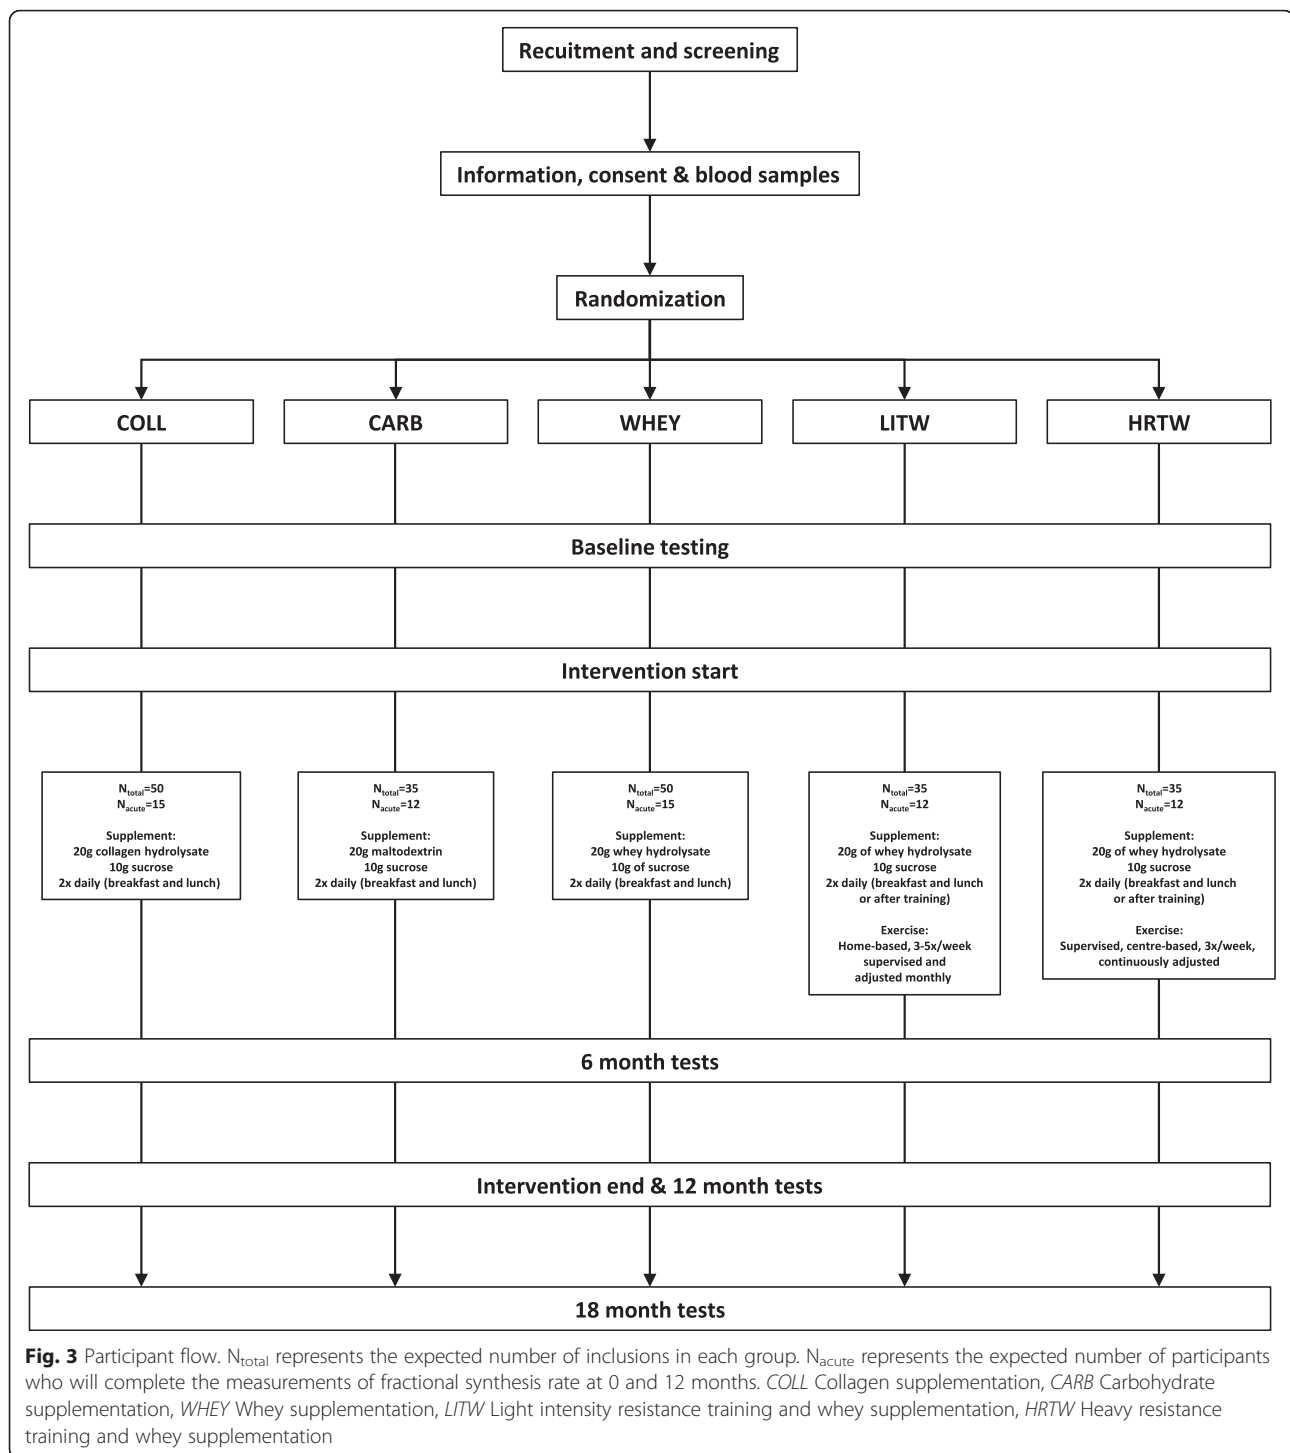 Recuitment and screening
Information, consent & blood samples
Randomization
COLL
CARB
WHEY
LITW
HRTW
Baseline testing
Intervention start
Ntotal=50
Nacute=15
Supplement:
20g collagen hydrolysate
10g sucrose
2x daily (breakfast and lunch)
Ntotal=35
Nacute=12
Supplement:
20g maltodextrin
10g sucrose
2x daily (breakfast and lunch)
Ntotal=50
Nacute=15
Supplement:
20g whey hydrolysate
10g of sucrose
2x daily (breakfast and lunch)
Ntotal=35
Nacute=12
Supplement:
20g of whey hydrolysate
10g sucrose
2x daily (breakfast and lunch
or after training)
Exercise:
Home-based, 3-5x/week
supervised and
adjusted monthly
Ntotal=35
Nacute=12
Supplement:
20g of whey hydrolysate
10g sucrose
2x daily (breakfast and lunch
or after training)
Exercise:
Supervised, centre-based, 3x/week,
continuously adjusted
6 month tests
Intervention end & 12 month tests
18 month tests
Fig. 3 Participant flow. Ntotal represents the expected number of inclusions in each group. Nacute represents the expected number of participants
who will complete the measurements of fractional synthesis rate at 0 and 12 months. COLL Collagen supplementation, CARB Carbohydrate
supplementation, WHEY Whey supplementation, LITW Light intensity resistance training and whey supplementation, HRTW Heavy resistance
training and whey supplementation